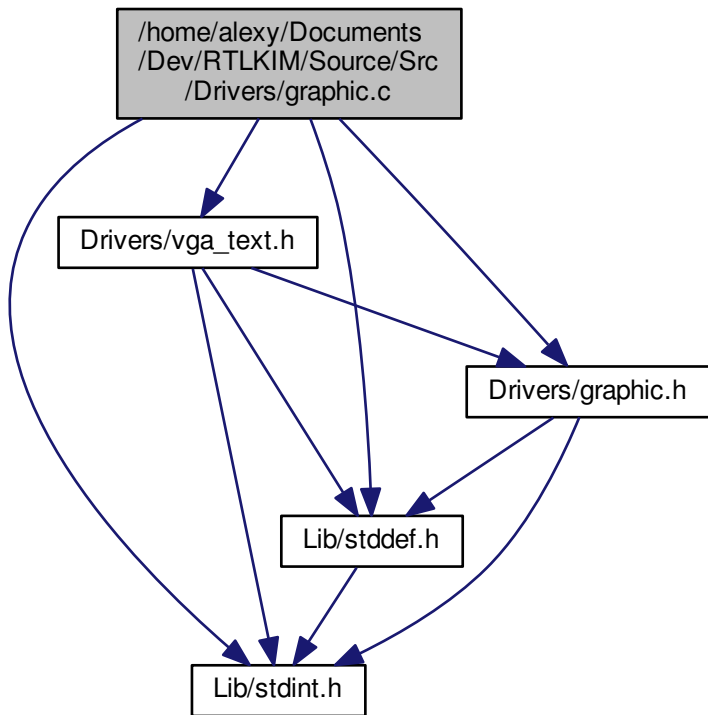 /home/alexy/Documents
/Dev/RTLKIM/Source/Src
/Drivers/graphic.c
Drivers/vga_text.h
Drivers/graphic.h
Lib/stddef.h
Lib/stdint.h